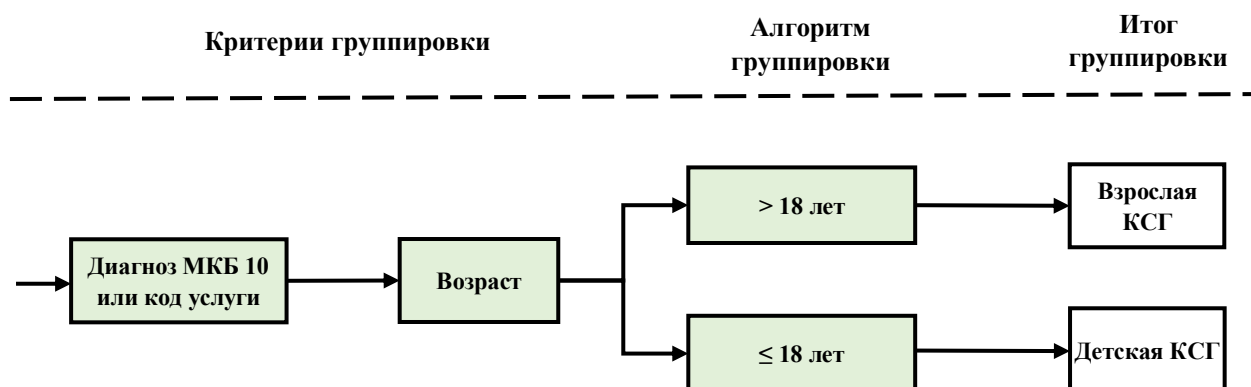 Критерии группировки
Алгоритм
группировки
Итог
группировки
Диагноз МКБ 10
или код услуги
Возраст
> 18 лет
Взрослая
КСГ
≤ 18 лет
Детская КСГ